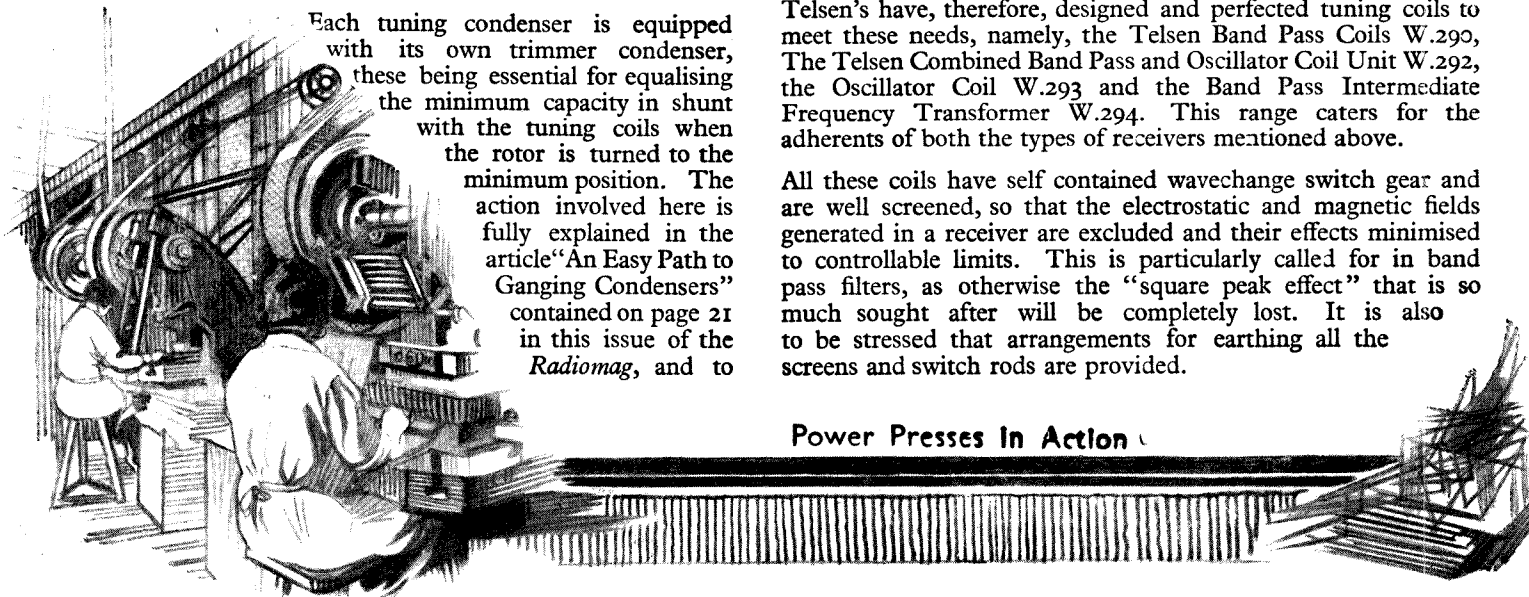 Each tuning condenser is equipped
with its own trimmer condenser,
these being essential for equalising
the minimum capacity in shunt
with the tuning coils when
the rotor is turned to the
minimum position. The
action involved here is
fully explained in the
article "An Easy Path to
Ganging Condensers"
contained on page 21
in this issue of the
Radiomag, and to
Telsen's have, therefore, designed and perfected tuning coils to
meet these needs, namely, the Telsen Band Pass Coils W.290,
The Telsen Combined Band Pass and Oscillator Coil Unit W.292,
the Oscillator Coil W.293 and the Band Pass Intermediate
Frequency Transformer W.294. This range caters for the
adherents of both the types of receivers mentioned above.
All these coils have self contained wavechange switch gear and
are well screened, so that the electrostatic and magnetic fields
generated in a receiver are excluded and their effects minimised
to controllable limits. This is particularly called for in band
pass filters, as otherwise the "square peak effect" that is so
much sought after will be completely lost. It is also
to be stressed that arrangements for earthing all the
screens and switch rods are provided.
Power Presses in Action